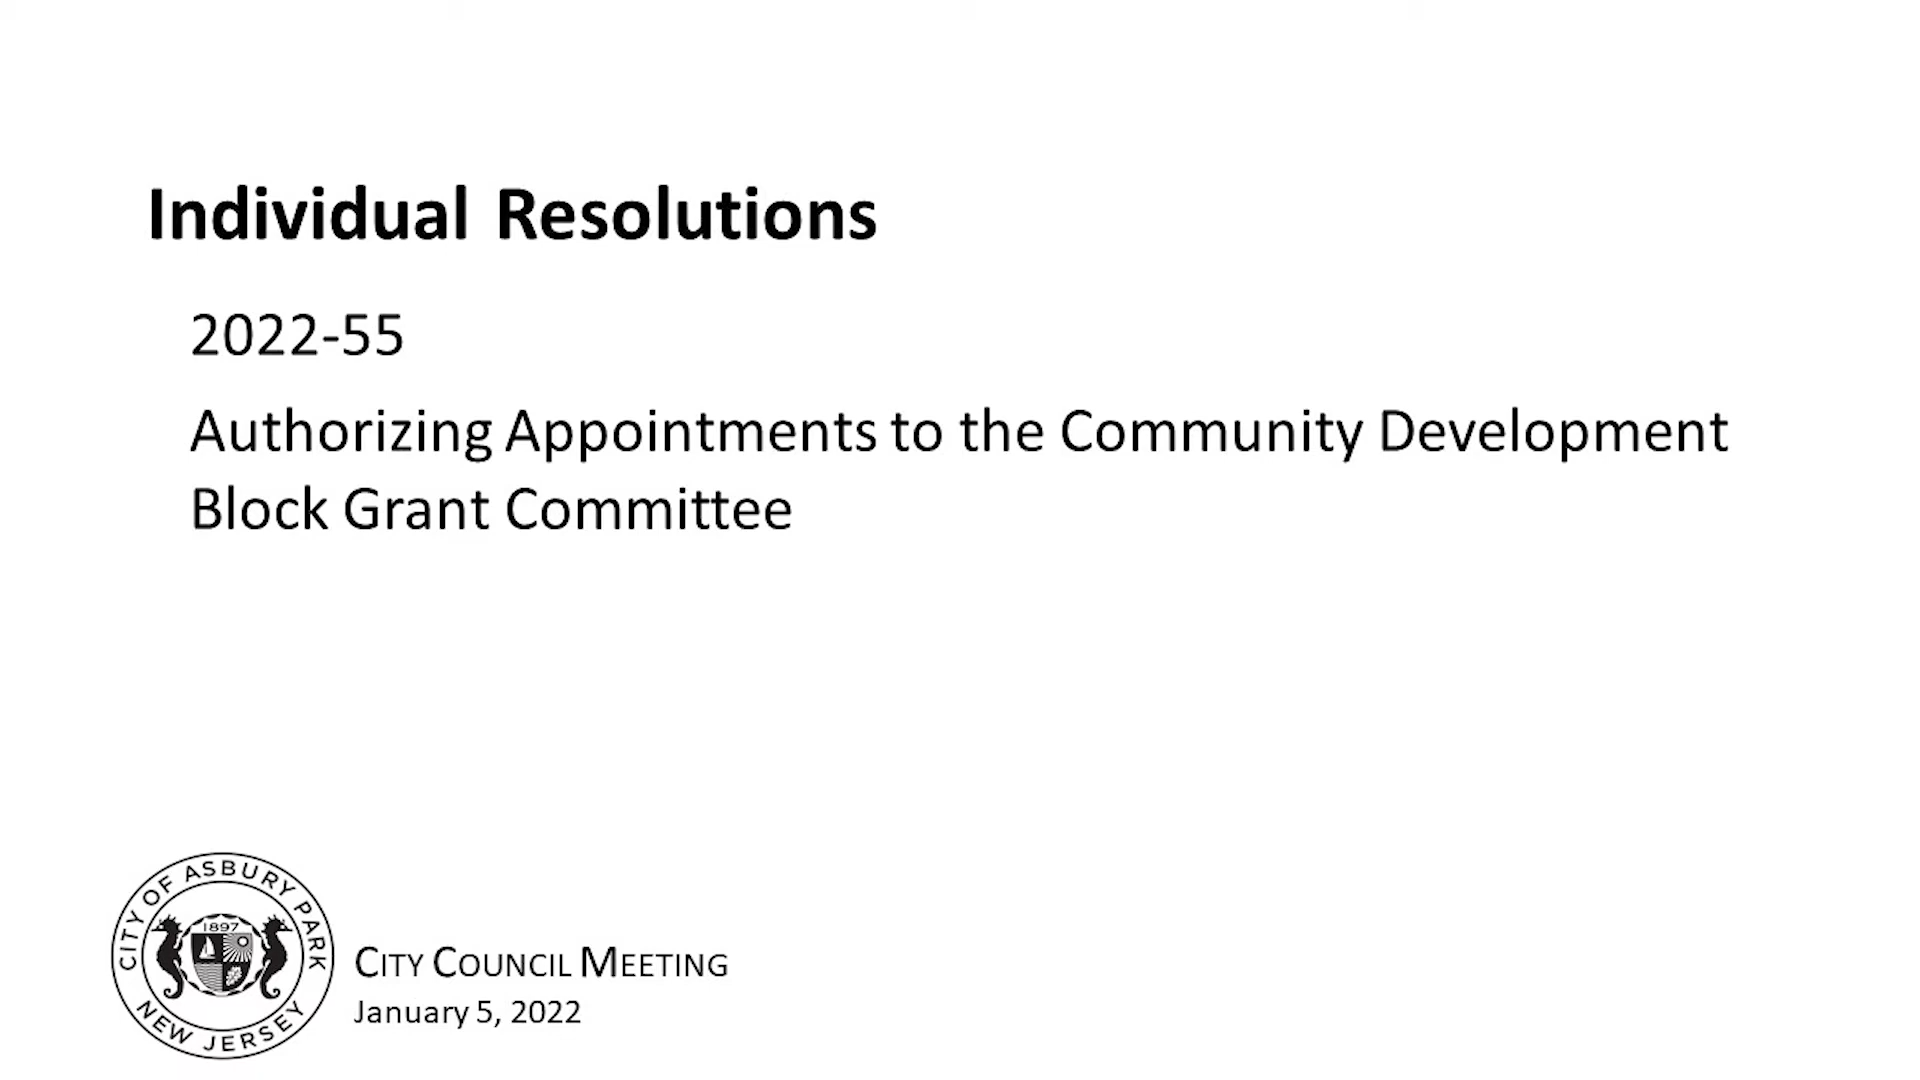 Individual Resolutions
2022-55
Authorizing Appointments to the Community Development
Block Grant Committee
CITY OF ASBURY PARK
1897
NEW JERSEY
CITY COUNCIL MEETING
January 5, 2022